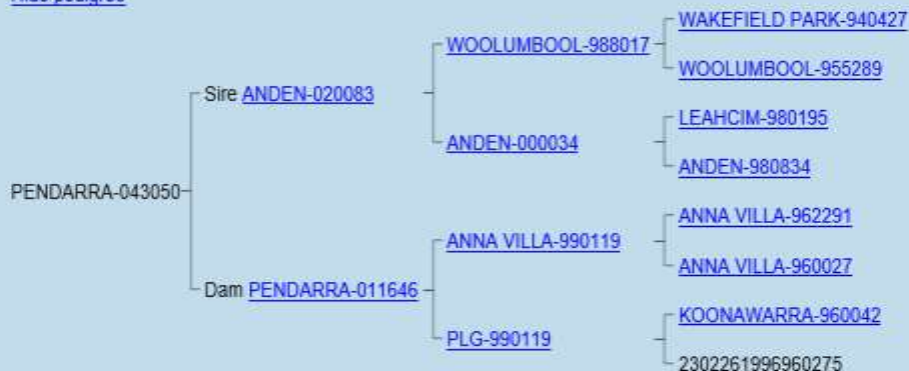 WAKEFIELD PARK-940427
WOOLUMBOOL-988017
WOOLUMBOOL-955289
Sire ANDEN-020083
LEAHCIM-980195
ANDEN-000034
ANDEN-980834
PENDARRA-043050
ANNA VILLA-962291
ANNA VILLA-990119
ANNA VILLA-960027
Dam PENDARRA-011646
KOONAWARRA-960042
PLG-990119
2302261996960275